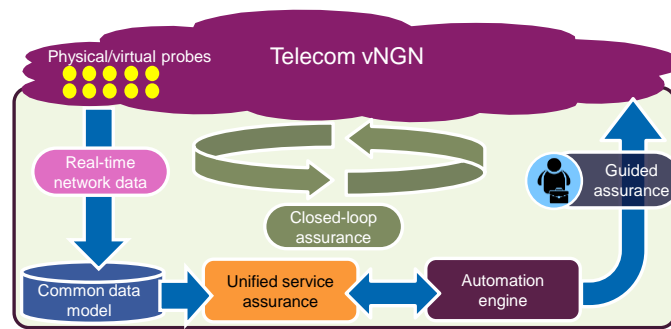 Telecom vNGN
Physical/virtual probes
Real-time
network data
Closed-loop
assurance
Guided
assurance
Common data
model
Unified service
assurance
Automation
engine